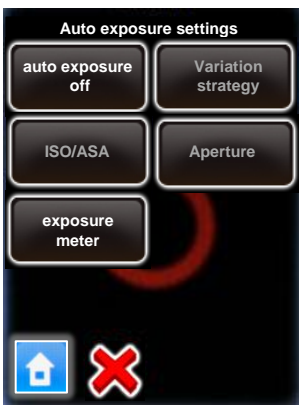 Auto exposure settings
auto exposure
off
Variation
strategy
ISO/ASA
Aperture
exposure
meter